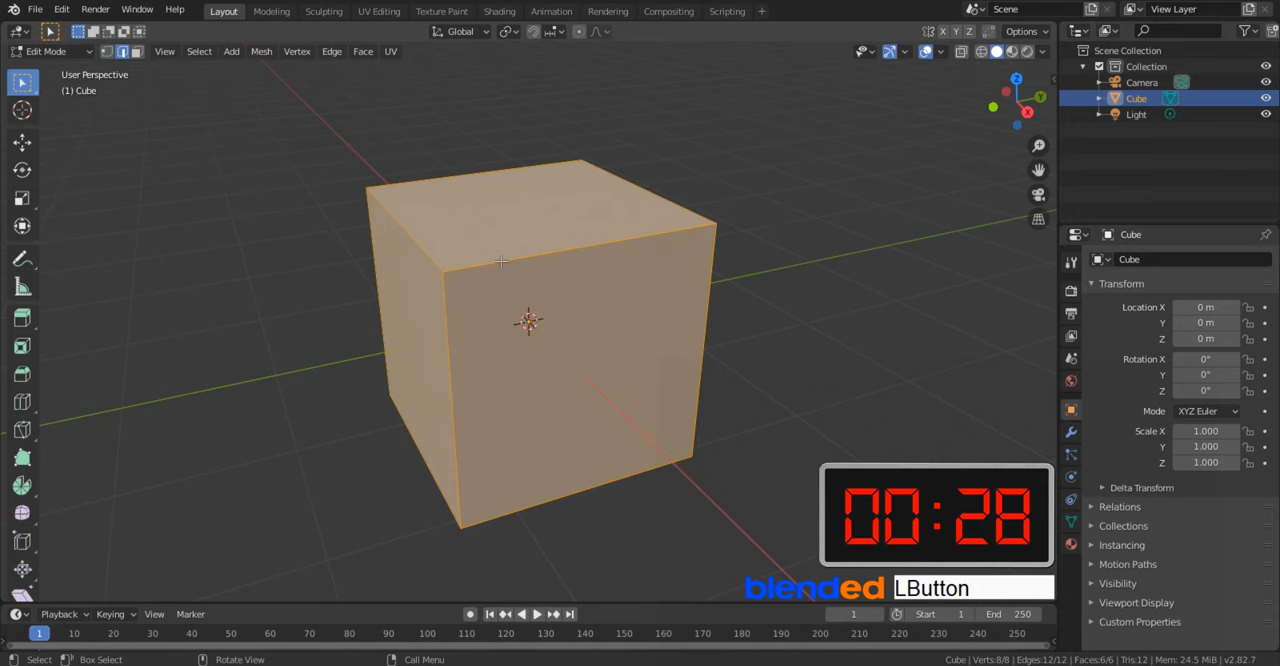 File Edit Render Window Help Layout Modeling Sculpting UV Editing Texture Paint Shading Animation Rendering Compositing Scripting + Scene View Layer
Global X Y Z Options
Edit Mode View Select Add Mesh Vertex Edge Face UV
User Perspective
(1) Cube
Z
Y
X
Scene Collection
Collection
Camera
Cube
Light
Cube
Cube
Transform
Location X 0 m
Y 0 m
Z 0 m
Rotation X 0°
Y 0°
Z 0°
Mode XYZ Euler
Scale X 1.000
Y 1.000
Z 1.000
Delta Transform
Relations
Collections
Instancing
Motion Paths
Visibility
Viewport Display
Custom Properties
00:28
blended LButton
Playback Keying View Marker 1 Start 1 End 250
1 10 20 30 40 50 60 70 80 90 100 110 120 130 140 150 160 170 180 190 200 210 220 230 240 250
Select Box Select Rotate View Call Menu Cube | Verts:8/8 | Edges:12/12 | Faces:6/6 | Tris:12 | Mem: 24.5 MiB | v2.82.7